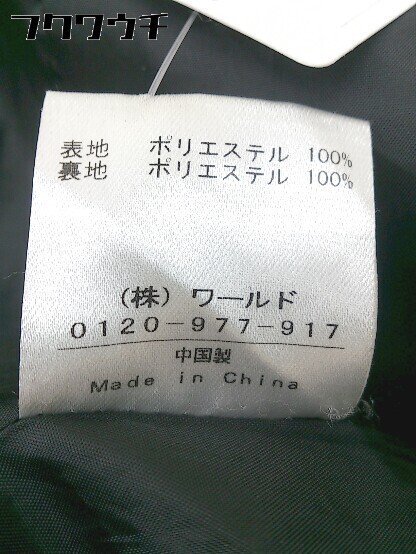 フクワウチ
表地 ポリエステル 100%
裏地 ポリエステル 100%
(株) ワールド
0120-977-917
中国製
Made in China